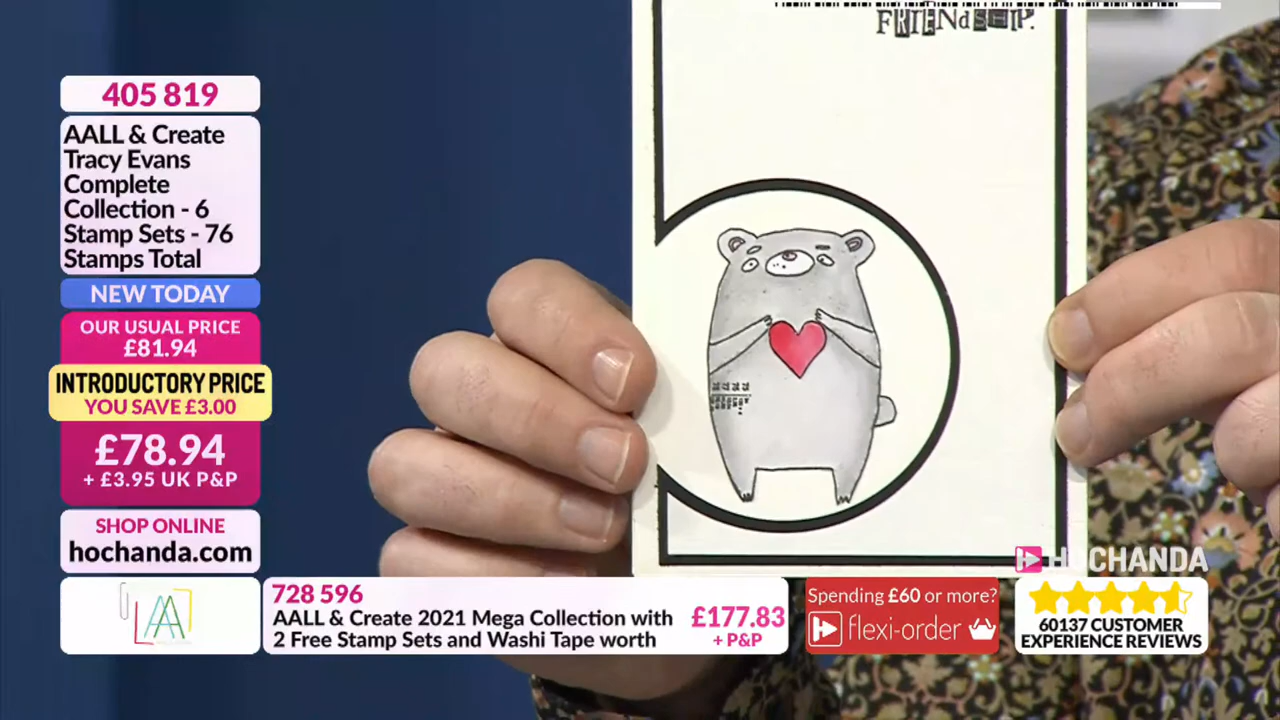 FRIENdSHIP.
405 819
AALL & Create
Tracy Evans
Complete
Collection - 6
Stamp Sets - 76
Stamps Total
NEW TODAY
OUR USUAL PRICE
£81.94
INTRODUCTORY PRICE
YOU SAVE £3.00
£78.94
+ £3.95 UK P&P
SHOP ONLINE
hochanda.com
HOCHANDA
728 596
AALL & Create 2021 Mega Collection with
2 Free Stamp Sets and Washi Tape worth
£177.83
+ P&P
Spending £60 or more?
flexi-order
60137 CUSTOMER
EXPERIENCE REVIEWS